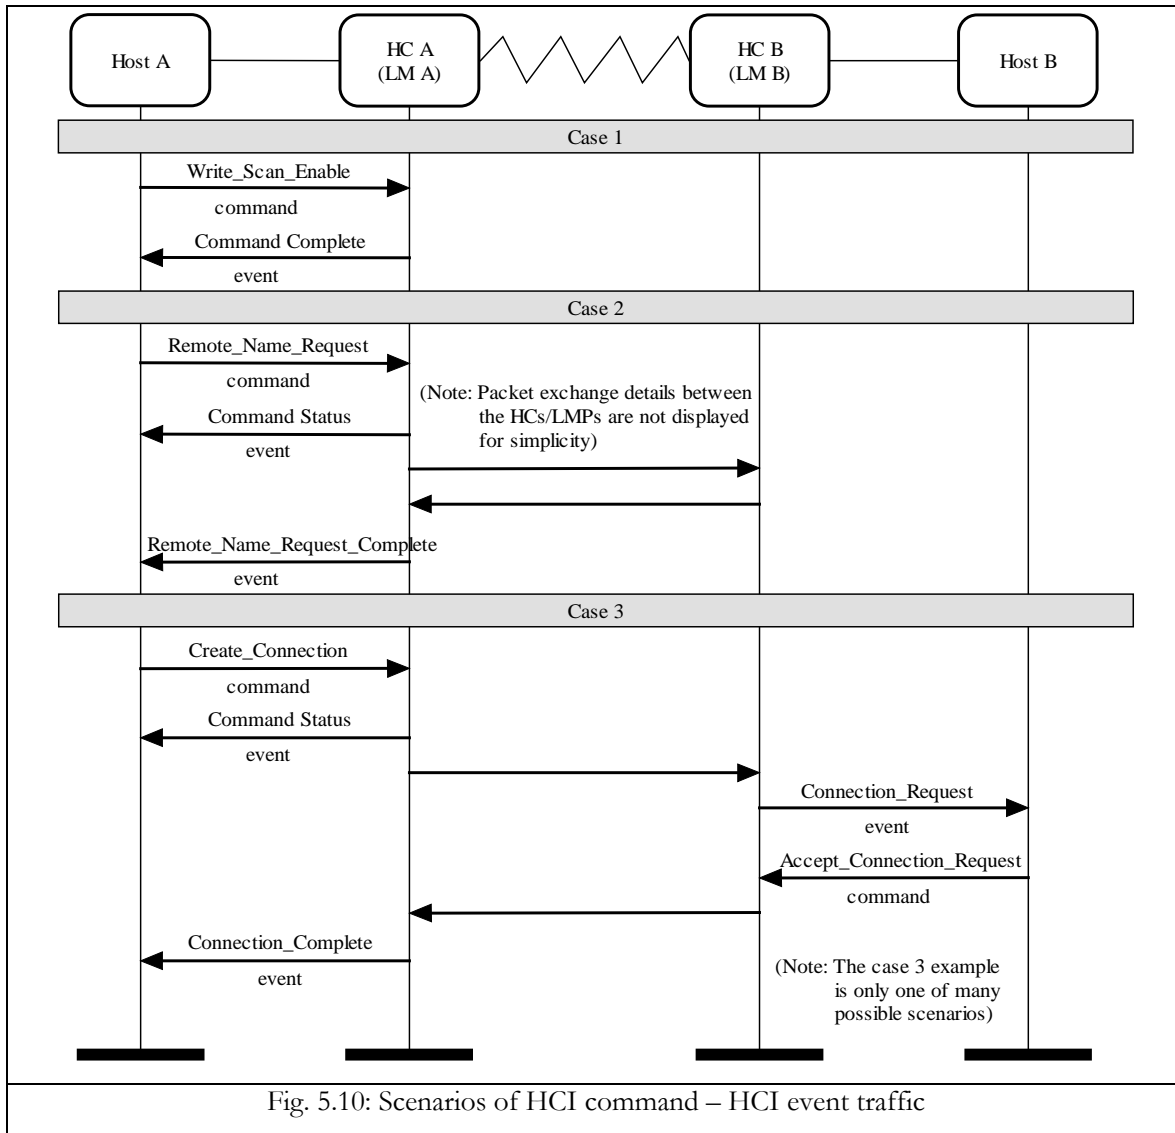 Host A
HC A
(LM A)
HC B
(LM B)
Host B
Case 1
Write_Scan_Enable
command
Command Complete
event
Case 2
Remote_Name_Request
command
(Note: Packet exchange details between
the HCs/LMPs are not displayed
for simplicity)
Command Status
event
Remote_Name_Request_Complete
event
Case 3
Create_Connection
command
Command Status
event
Connection_Request
event
Accept_Connection_Request
command
Connection_Complete
event
(Note: The case 3 example
is only one of many
possible scenarios)
Fig. 5.10: Scenarios of HCI command – HCI event traffic